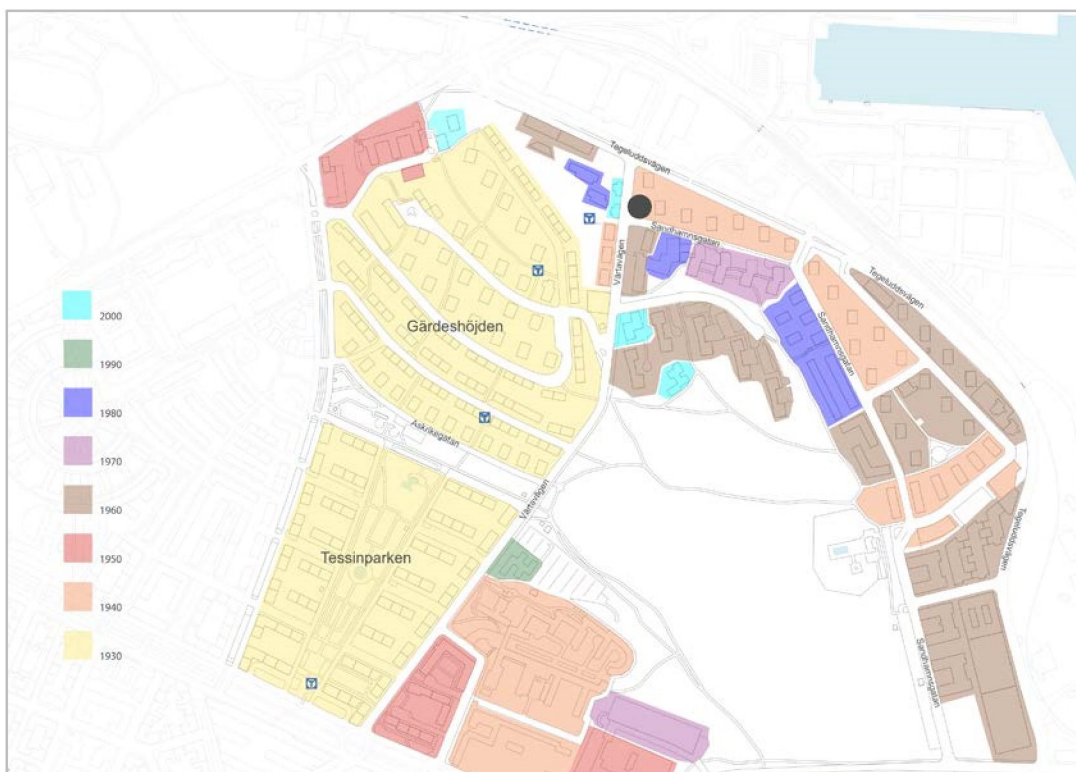 Tegeluddsvägen
Sandhamnsgatan
Värtavägen
Tegeluddsvägen
Gärdeshöjden
Sandhamnsgatan
2000
1990
1980
1970
1960
1950
1940
1930
Askrikegatan
Värtavägen
Tegeluddsvägen
Tessinparken
Sandhamnsgatan
T
T
T
T